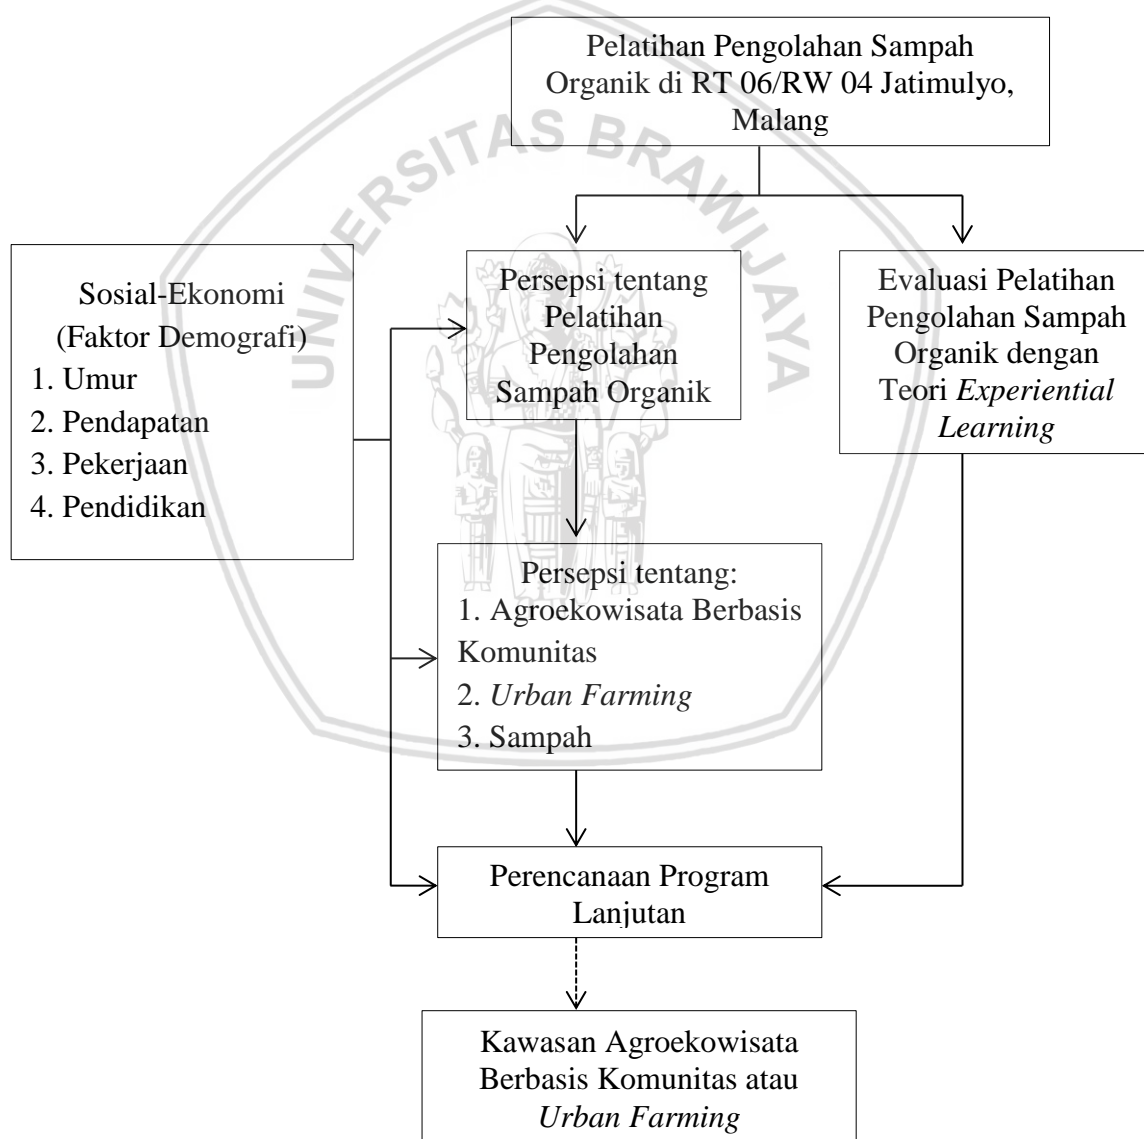 Pelatihan Pengolahan Sampah
Organik di RT 06/RW 04 Jatimulyo,
Malang
UNIVERSITAS BRAWIJAYA
Sosial-Ekonomi
(Faktor Demografi)
1. Umur
2. Pendapatan
3. Pekerjaan
4. Pendidikan
Persepsi tentang
Pelatihan
Pengolahan
Sampah Organik
Evaluasi Pelatihan
Pengolahan Sampah
Organik dengan
Teori Experiential
Learning
Persepsi tentang:
1. Agroekowisata Berbasis
Komunitas
2. Urban Farming
3. Sampah
Perencanaan Program
Lanjutan
Kawasan Agroekowisata
Berbasis Komunitas atau
Urban Farming